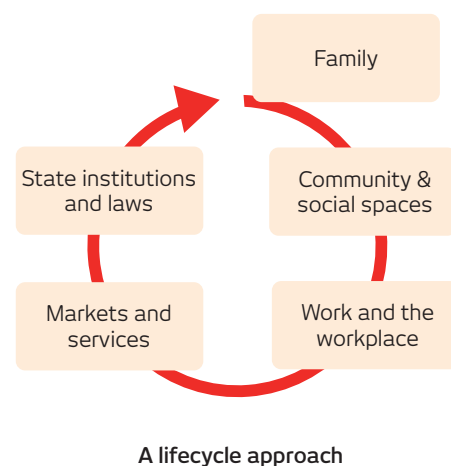 Family
Community &
social spaces
Work and the
workplace
Markets and
services
State institutions
and laws
A lifecycle approach